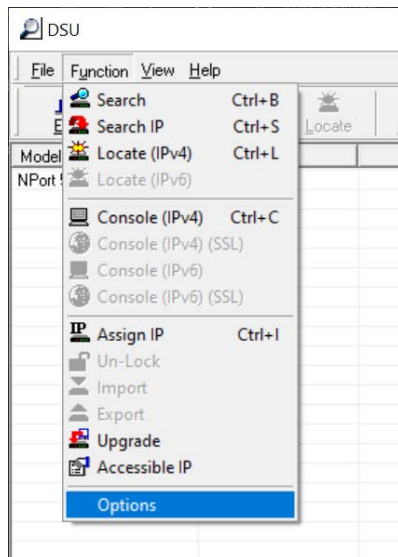 DSU
File Function View Help
Search Ctrl+B
Search IP Ctrl+S
Locate
Locate (IPv4) Ctrl+L
Model
Locate (IPv6)
NPort
Console (IPv4) Ctrl+C
Console (IPv4) (SSL)
Console (IPv6)
Console (IPv6) (SSL)
IP Assign IP Ctrl+I
Un-Lock
Import
Export
Upgrade
Accessible IP
Options